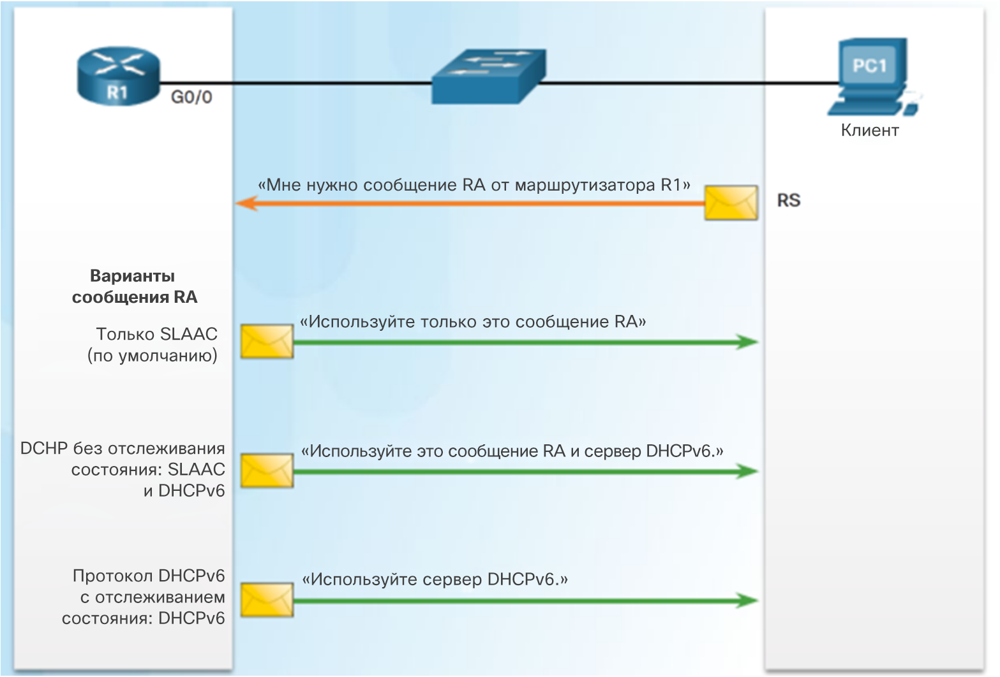 R1
G0/0
PC1
Клиент
«Мне нужно сообщение RA от маршрутизатора R1»
RS
Варианты
сообщения RA
Только SLAAC
(по умолчанию)
«Используйте только это сообщение RA»
DCHP без отслеживания
состояния: SLAAC
и DHCPv6
«Используйте это сообщение RA и сервер DHCPv6.»
Протокол DHCPv6
с отслеживанием
состояния: DHCPv6
«Используйте сервер DHCPv6.»